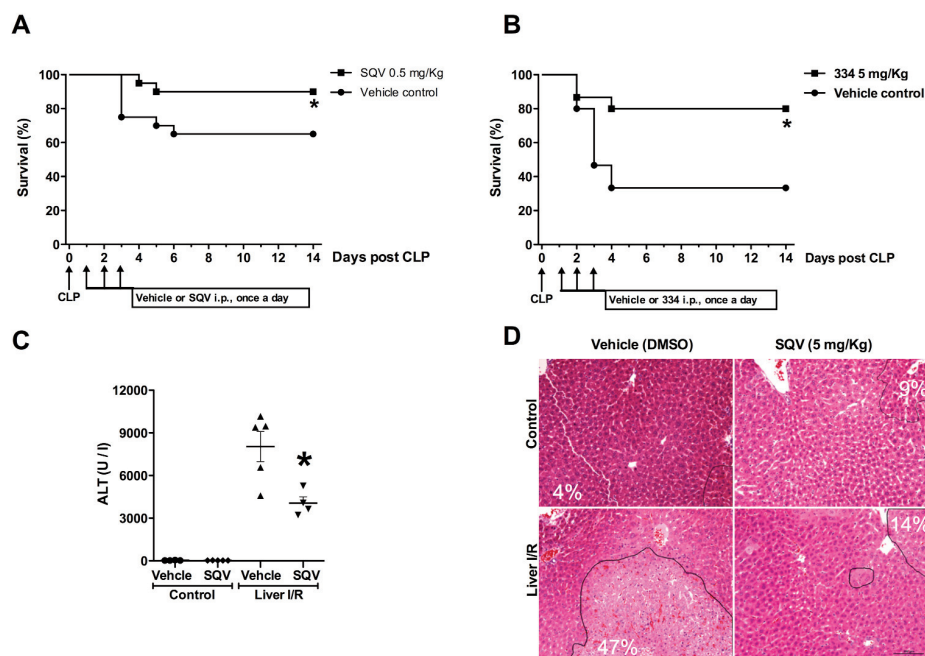 A
SQV 0.5 mg/Kg
Vehicle control
100
80
60
40
20
0
Survival (%)
*
0 2 4 6 8 10 12 14 Days post CLP
CLP
Vehicle or SQV i.p., once a day
B
334 5 mg/Kg
Vehicle control
100
80
60
40
20
0
Survival (%)
*
0 2 4 6 8 10 12 14 Days post CLP
CLP
Vehicle or 334 i.p., once a day
C
12000
9000
6000
3000
0
ALT (U / l)
*
Vehcle SQV Vehcle SQV
Control Liver I/R
D
Vehicle (DMSO) SQV (5 mg/Kg)
Control
4%
9%
Liver I/R
47%
14%